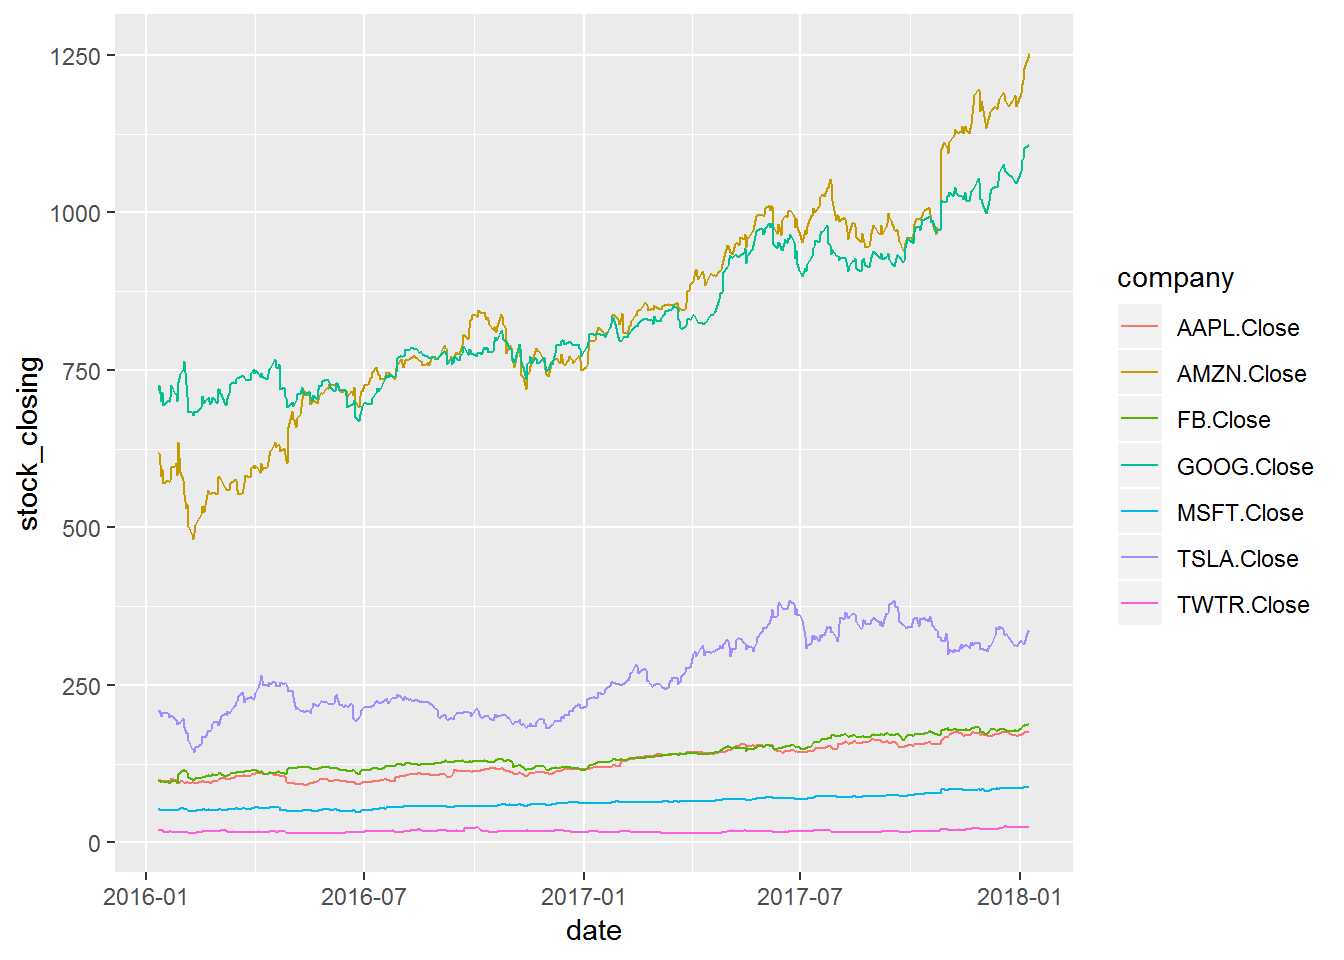 stock_closing
1250
1000
750
500
250
0
2016-01
2016-07
2017-01
2017-07
2018-01
date
company
AAPL.Close
AMZN.Close
FB.Close
GOOG.Close
MSFT.Close
TSLA.Close
TWTR.Close